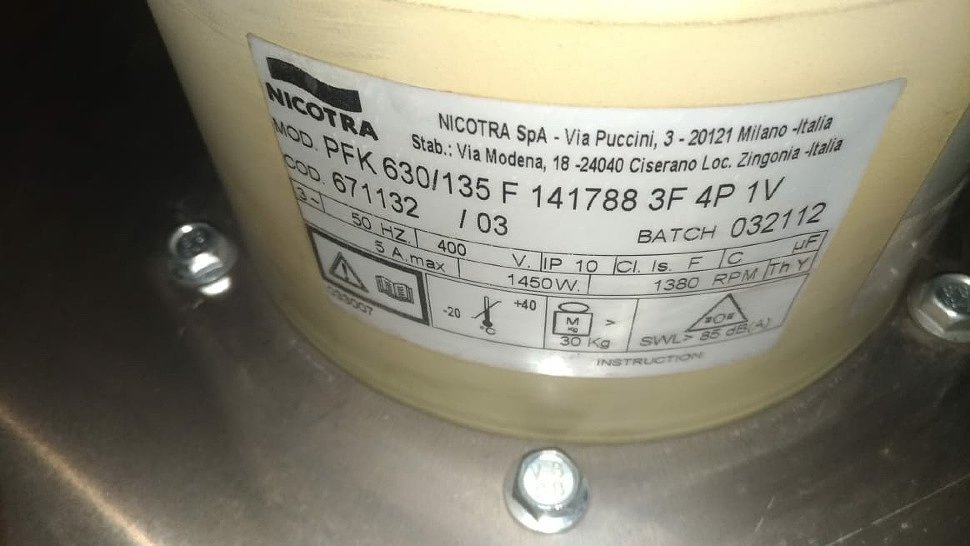 NICOTRA
NICOTRA SpA - Via Puccini, 3 - 20121 Milano -Italia
Stab.: Via Modena, 18 -24040 Ciserano Loc. Zingonia -Italia
MOD. PFK 630/135 F 141788 3F 4P 1V
COD. 671132 / 03
BATCH 032112
3~ 50 HZ. 400 V. IP 10 Cl. Is. F C µF
5 A.max 1450W. 1380 RPM Th Y
033007
-20 °C +40
M
kg
>
30 Kg
SWL> 85 dB(A)
INSTRUCTION